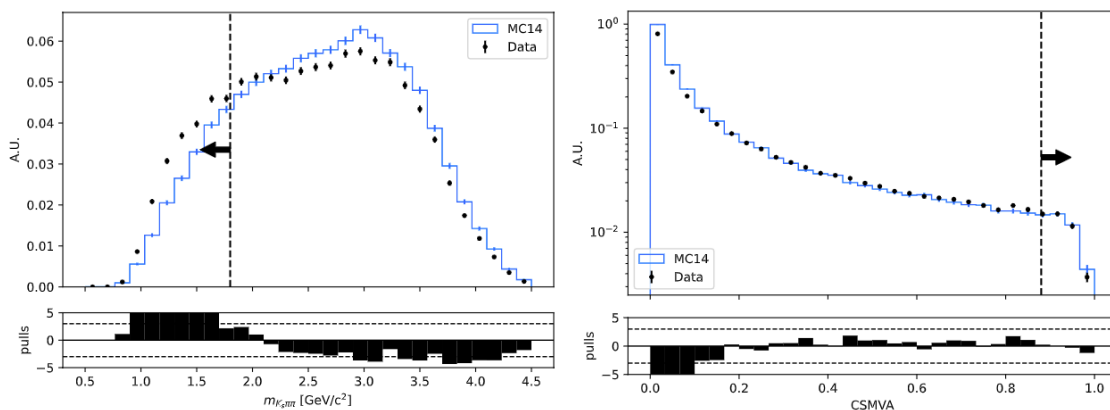 MC14
Data
A.U.
0.06
0.05
0.04
0.03
0.02
0.01
0.00
pulls
5
0
−5
0.5 1.0 1.5 2.0 2.5 3.0 3.5 4.0 4.5
m_{K_sππ} [GeV/c²]
10⁰
10⁻¹
10⁻²
A.U.
MC14
Data
pulls
5
0
−5
0.0 0.2 0.4 0.6 0.8 1.0
CSMVA